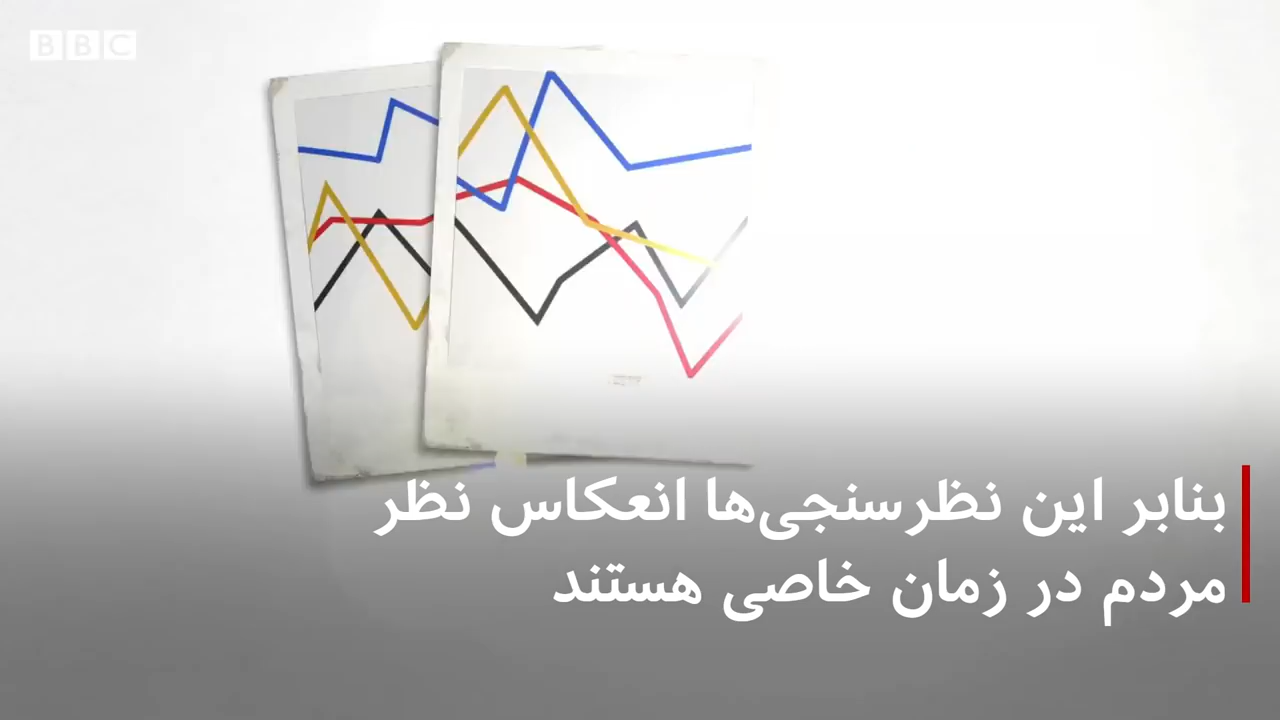 BBC
بنابر این نظرسنجی‌ها انعکاس نظر
مردم در زمان خاصی هستند